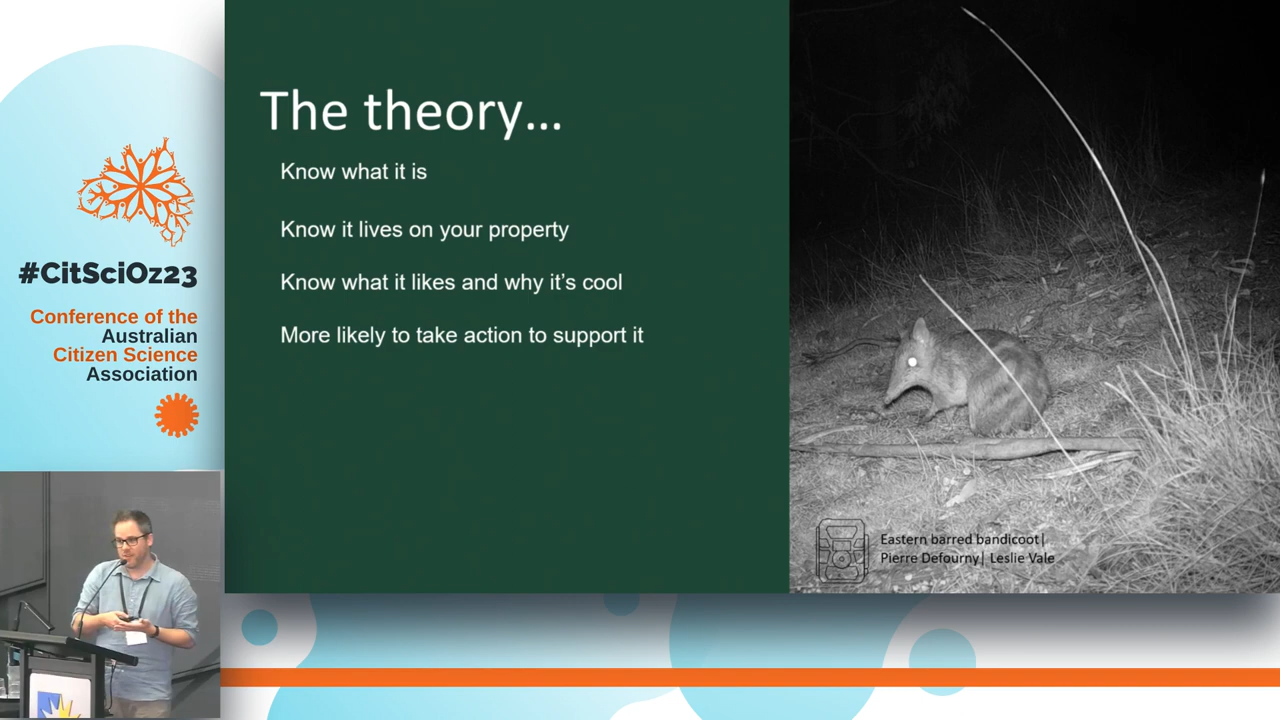 The theory...
Know what it is
Know it lives on your property
Know what it likes and why it's cool
More likely to take action to support it
#CitSciOz23
Conference of the
Australian
Citizen Science
Association
Eastern barred bandicoot|
Pierre Defourny| Leslie Vale